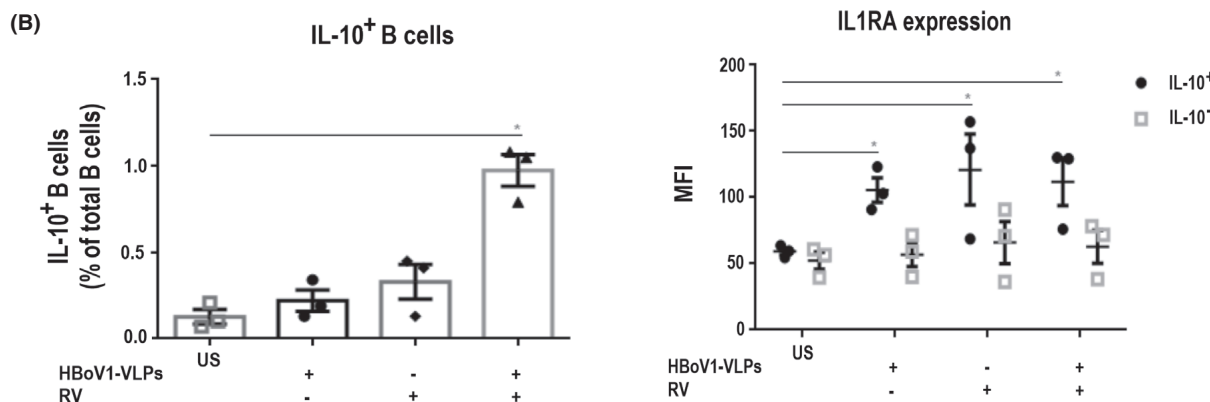 (B)
IL-10⁺ B cells
IL-10⁺ B cells
(% of total B cells)
1.5
1.0
0.5
0.0
*
US
HBoV1-VLPs + - +
RV - + +
IL1RA expression
MFI
200
150
100
50
0
* * *
IL-10⁺
IL-10⁻
US
HBoV1-VLPs + - +
RV - + +